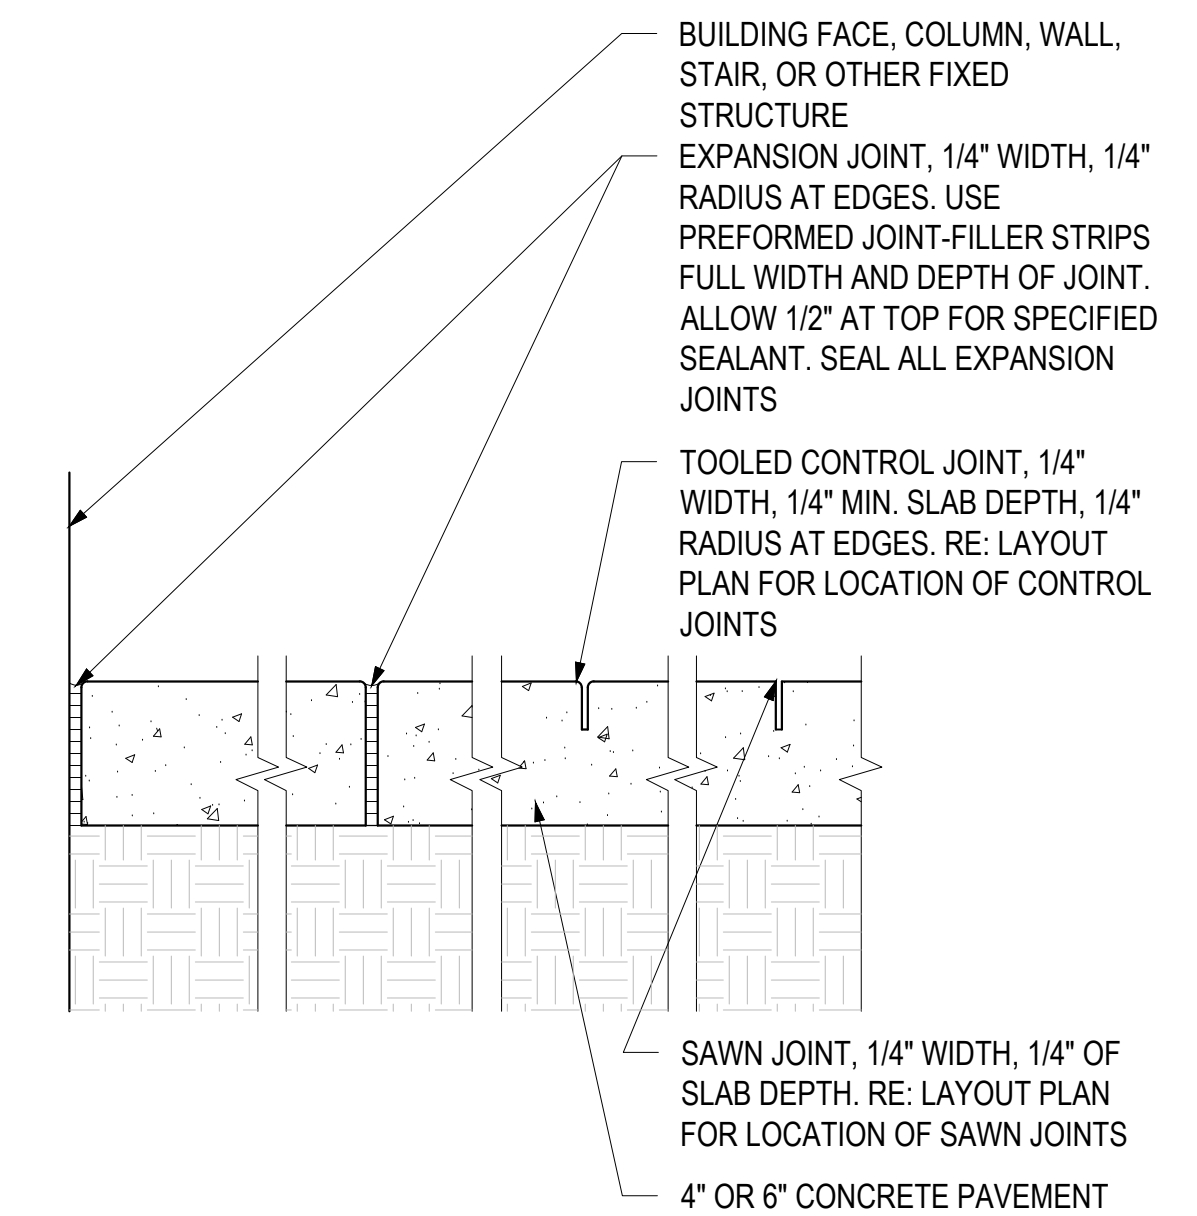 BUILDING FACE, COLUMN, WALL,
STAIR, OR OTHER FIXED
STRUCTURE
EXPANSION JOINT, 1/4" WIDTH, 1/4"
RADIUS AT EDGES. USE
PREFORMED JOINT-FILLER STRIPS
FULL WIDTH AND DEPTH OF JOINT.
ALLOW 1/2" AT TOP FOR SPECIFIED
SEALANT. SEAL ALL EXPANSION
JOINTS
TOOLED CONTROL JOINT, 1/4"
WIDTH, 1/4" MIN. SLAB DEPTH, 1/4"
RADIUS AT EDGES. RE: LAYOUT
PLAN FOR LOCATION OF CONTROL
JOINTS
SAWN JOINT, 1/4" WIDTH, 1/4" OF
SLAB DEPTH. RE: LAYOUT PLAN
FOR LOCATION OF SAWN JOINTS
4" OR 6" CONCRETE PAVEMENT